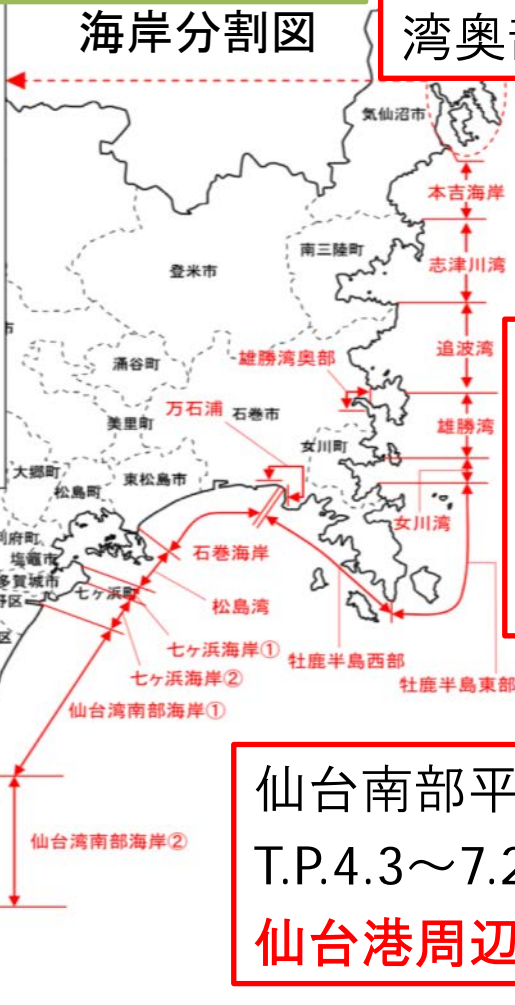 海岸分割図
湾奥
気仙沼市
本吉海岸
南三陸町
志津川湾
登米市
追波湾
雄勝湾奥部
涌谷町
万石浦
石巻市
雄勝湾
美里町
女川町
大郷町
東松島市
松島町
女川湾
石巻海岸
塩竈市
多賀城市
七ヶ浜町
松島湾
七ヶ浜海岸①
牡鹿半島西部
七ヶ浜海岸②
牡鹿半島東部
仙台湾南部海岸①
仙台南部平
仙台湾南部海岸②
T.P.4.3～7.2
仙台港周辺